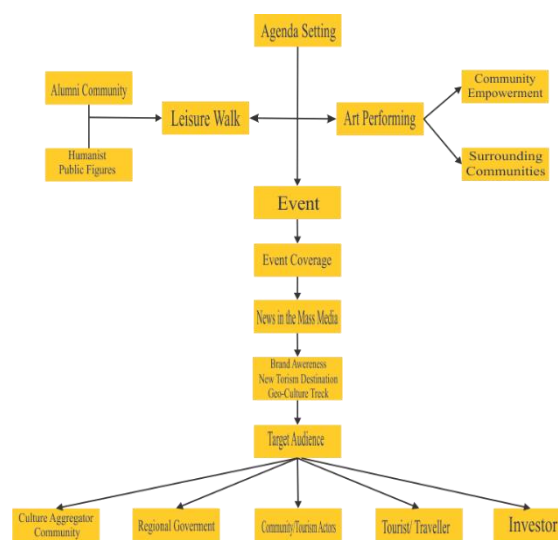 Agenda Setting
Alumni Community
Leisure Walk
Humanist
Public Figures
Art Performing
Community
Empowerment
Surrounding
Communities
Event
Event Coverage
News in the Mass Media
Brand Awereness
New Torism Destination
Geo-Culture Treck
Target Audience
Culture Aggregator
Community
Regional Goverment
Community/Tourism Actors
Tourist/ Traveller
Investor